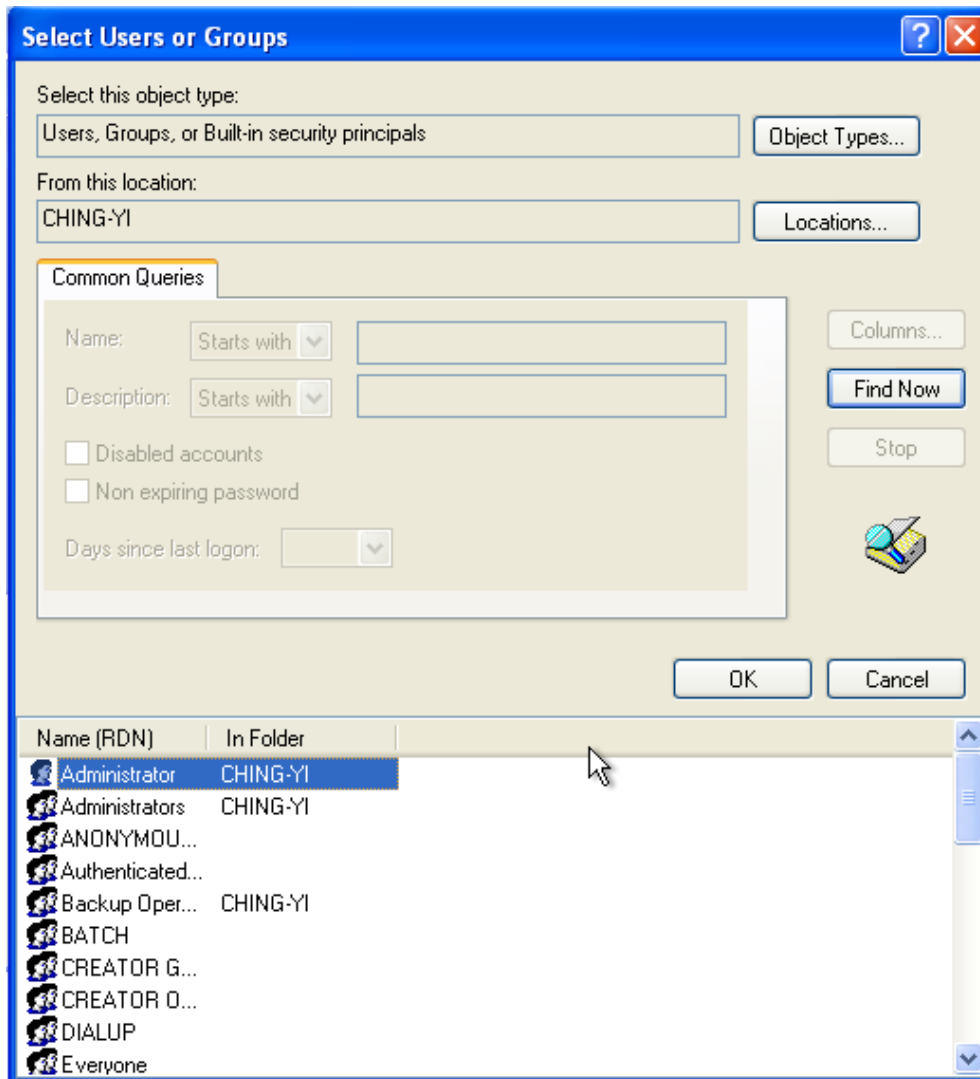 Select Users or Groups
Select this object type:
Users, Groups, or Built-in security principals
Object Types...
From this location:
CHING-YI
Locations...
Common Queries
Name: Starts with
Columns...
Description: Starts with
Find Now
Disabled accounts
Stop
Non expiring password
Days since last logon:
OK Cancel
Name (RDN) In Folder
Administrator CHING-YI
Administrators CHING-YI
ANONYMOU...
Authenticated...
Backup Oper... CHING-YI
BATCH
CREATOR G...
CREATOR O...
DIALUP
Everyone